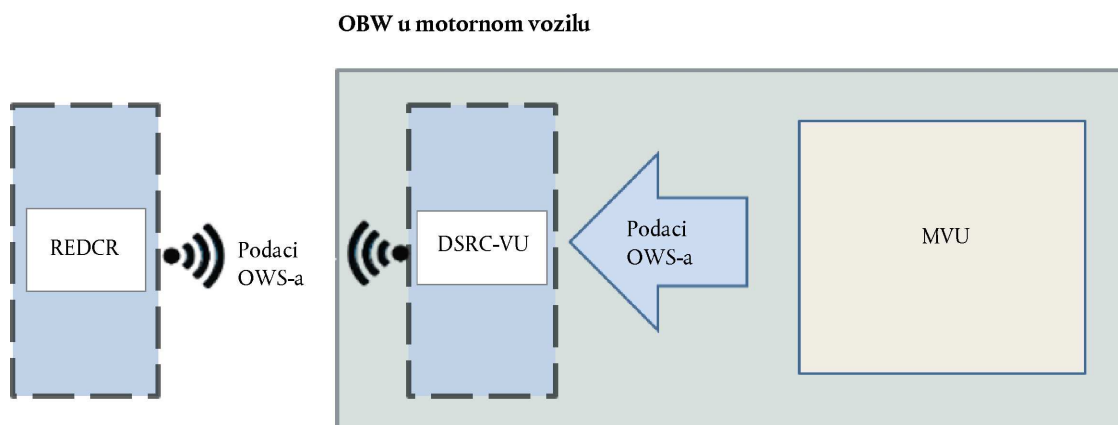 OBW u motornom vozilu
REDCR
Podaci
OWS-a
DSRC-VU
Podaci
OWS-a
MVU